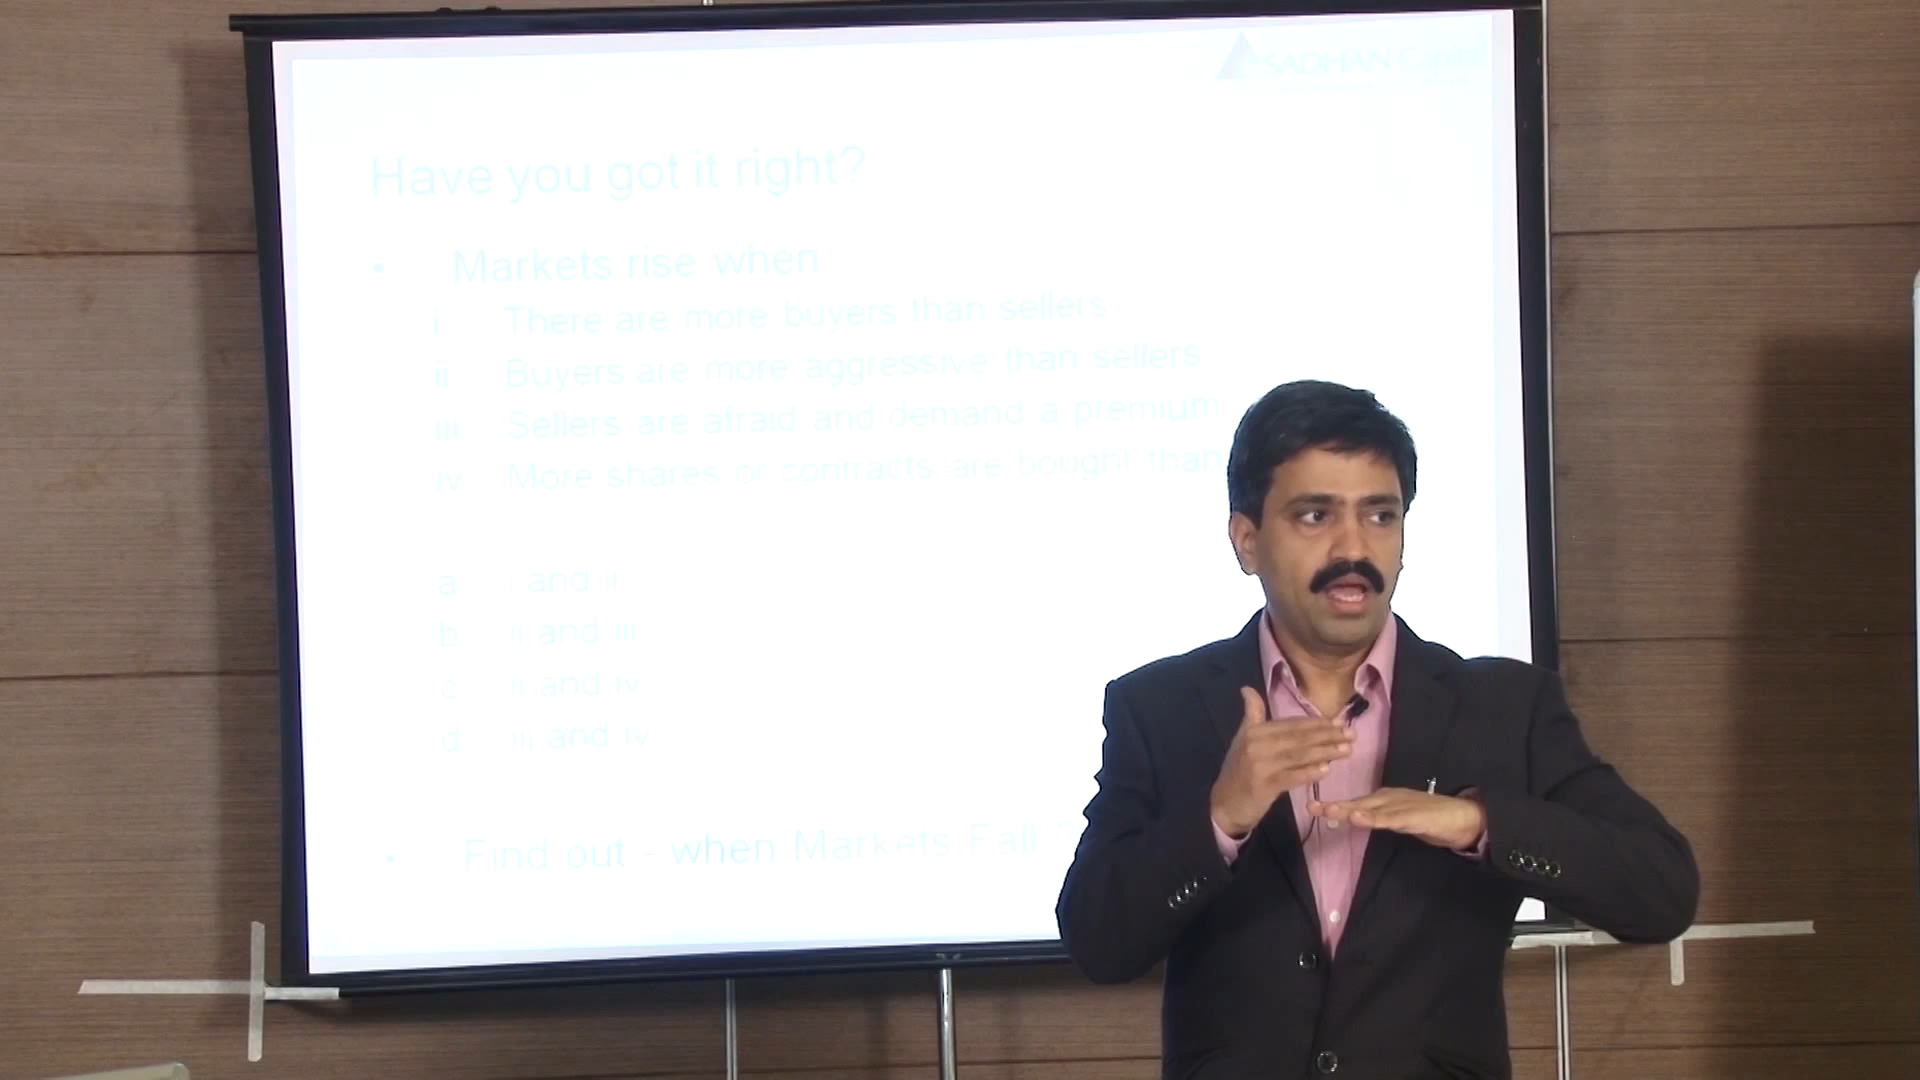 SADHAN Capital
Have you got it right?
• Markets rise when
i There are more buyers than sellers
ii Buyers are more aggressive than sellers
iii Sellers are afraid and demand a premium
iv More shares or contracts are bought than
a i and ii
b ii and iii
c ii and iv
d iii and iv
• Find out - when Markets Fall ?